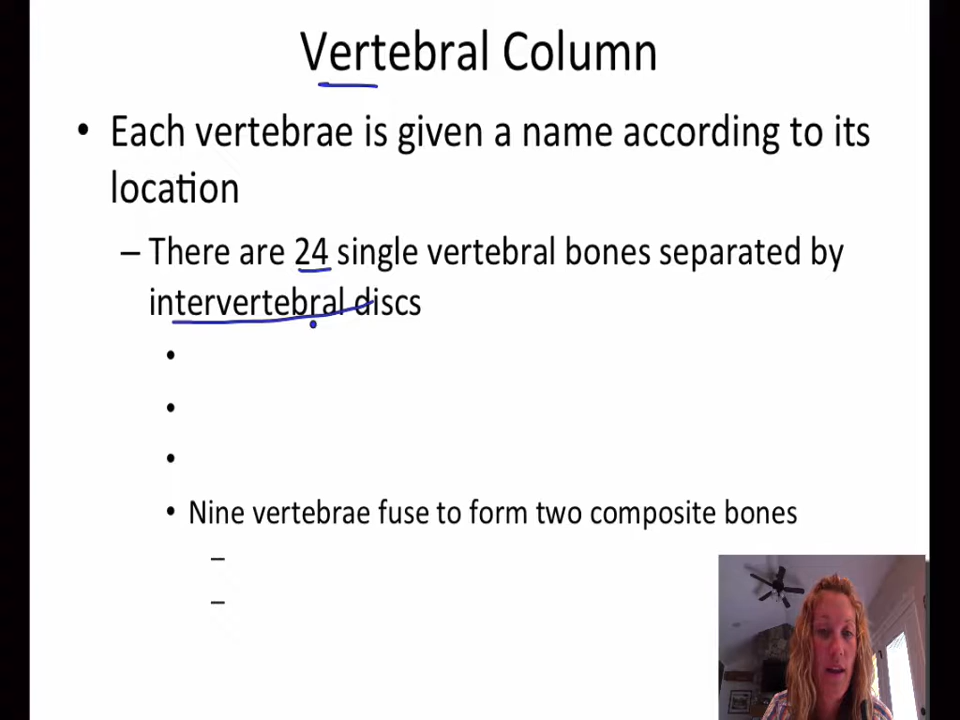 Vertebral Column
• Each vertebrae is given a name according to its
location
– There are 24 single vertebral bones separated by
intervertebral discs
•
•
•
• Nine vertebrae fuse to form two composite bones
–
–